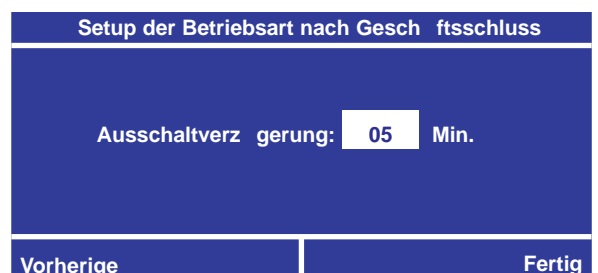 Setup der Betriebsart nach Gesch ftsschluss
Ausschaltverz gerung: 05 Min.
Vorherige Fertig